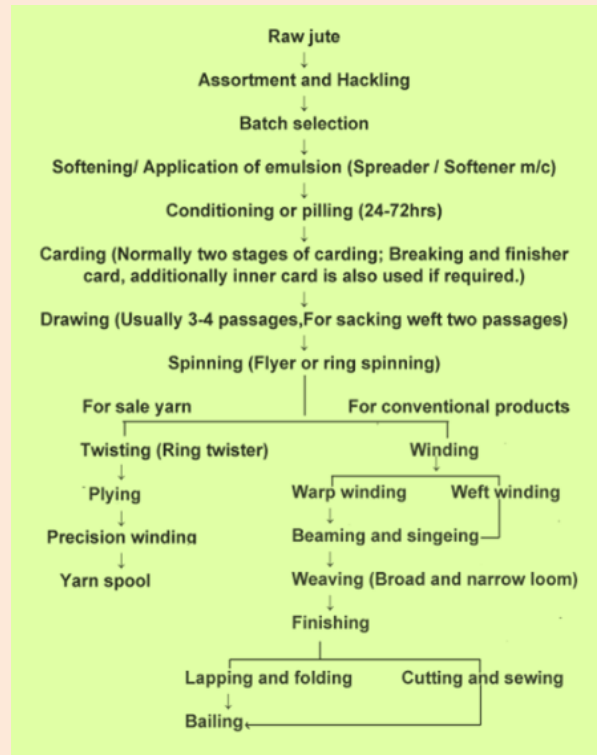 Raw jute
Assortment and Hackling
Batch selection
Softening/ Application of emulsion (Spreader / Softener m/c)
Conditioning or pilling (24-72hrs)
Carding (Normally two stages of carding; Breaking and finisher
card, additionally inner card is also used if required.)
Drawing (Usually 3-4 passages,For sacking weft two passages)
Spinning (Flyer or ring spinning)
For sale yarn
For conventional products
Twisting (Ring twister)
Winding
Plying
Warp winding
Weft winding
Precision winding
Beaming and singeing
Yarn spool
Weaving (Broad and narrow loom)
Finishing
Lapping and folding
Cutting and sewing
Bailing